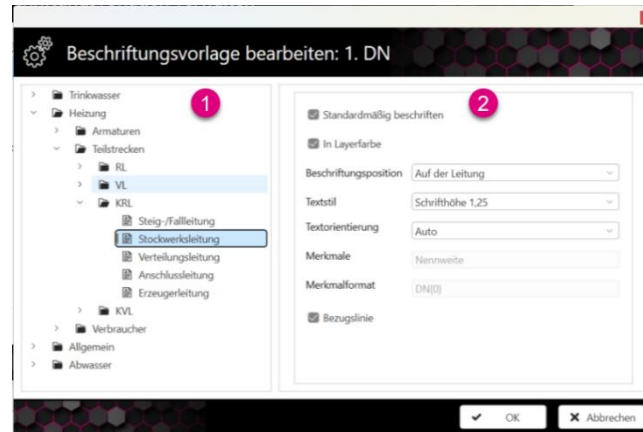 Beschriftungsvorlage bearbeiten: 1. DN
1
Trinkwasser
Heizung
Armaturen
Teilstrecken
RL
VL
KRL
Steig-/Fallleitung
Stockwerksleitung
Verteilungsleitung
Anschlussleitung
Erzeugerleitung
KVL
Verbraucher
Allgemein
Abwasser
2
Standardmäßig beschriften
In Layerfarbe
Beschriftungsposition Auf der Leitung
Textstil Schrifthöhe 1,25
Textorientierung Auto
Merkmale Nennweite
Merkmalformat DN(0)
Bezugslinie
OK Abbrechen